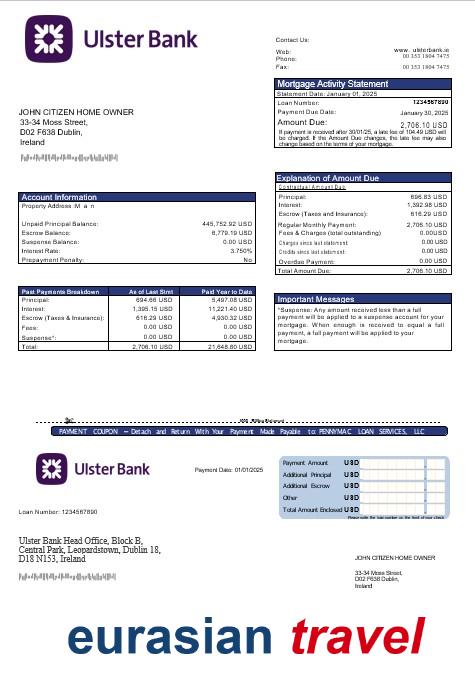 Ulster Bank
Contact Us:
Web: www. ulsterbank.ie
Phone: 00 353 1804 7475
Fax: 00 353 1804 7475
Mortgage Activity Statement
Statement Date: January 01, 2025
Loan Number: 1234567890
Payment Due Date January 30, 2025
Amount Due: 2,706.10 USD
If payment is received after 30/01/25, a late fee of 104.49 USD will
be charged. If the Amount Due Changes, the late fee may also
change based on the terms of your mortgage.
JOHN CITIZEN HOME OWNER
33-34 Moss Street,
D02 F638 Dublin,
Ireland
Explanation of Amount Due
Contractual Amount Due
Principal: 696.83 USD
Interest: 1,392.98 USD
Escrow (Taxes and Insurance): 616.29 USD
Regular Monthly Payment: 2,706.10 USD
Fees & Charges (total outstanding) 0.00USD
Charges since last statement: 0.00 USD
Credits since last statement: 0.00 USD
Overdue Payment: 0.00 USD
Total Amount Due: 2,706.10 USD
Account Information
Property Address: M a n
Unpaid Principal Balance: 445,752.92 USD
Escrow Balance: 6,779.19 USD
Suspense Balance: 0.00 USD
Interest Rate: 3.750%
Prepayment Penalty: No
Past Payments Breakdown As of Last Stmt Paid Year to Date
Principal: 694.66 USD 5,497.08 USD
Interest: 1,395.15 USD 11,221.40 USD
Escrow (Taxes & Insurance): 616.29 USD 4,930.32 USD
Fees: 0.00 USD 0.00 USD
Suspense*: 0.00 USD 0.00 USD
Total: 2,706.10 USD 21,648.80 USD
Important Messages
*Suspense: Any amount received less than a full
payment will be applied to a suspense account for your
mortgage. When enough is received to equal a full
payment, a full payment will be applied to your
mortgage.
PAYMENT COUPON – Detach and Return With Your Payment Made Payable to: PENNYMAC LOAN SERVICES, LLC
Ulster Bank
Payment Date: 01/01/2025
Payment Amount USD
Additional Principal USD
Additional Escrow USD
Other USD
Total Amount Enclosed USD
Please write the loan number on the front of your check.
Loan Number: 1234567890
Ulster Bank Head Office, Block B,
Central Park, Leopardstown, Dublin 18,
D18 N153, Ireland
JOHN CITIZEN HOME OWNER
33-34 Moss Street,
D02 F638 Dublin,
Ireland
eurasian travel